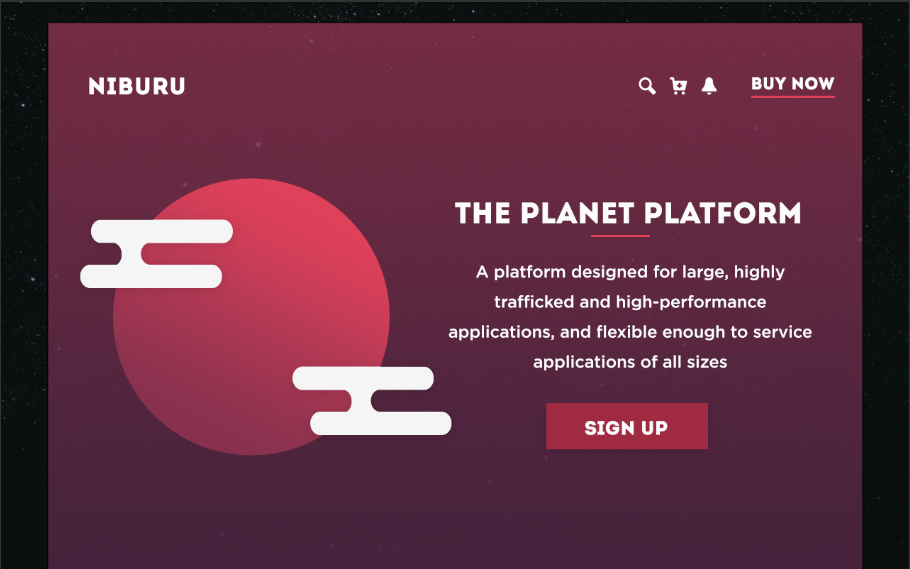 NIBURU
BUY NOW
THE PLANET PLATFORM
A platform designed for large, highly
trafficked and high-performance
applications, and flexible enough to service
applications of all sizes
SIGN UP